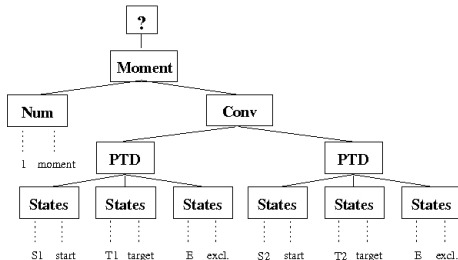 ?
Moment
Num Conv
1 moment PTD PTD
States States States States States States
S1 start T1 target E excl. S2 start T2 target E excl.